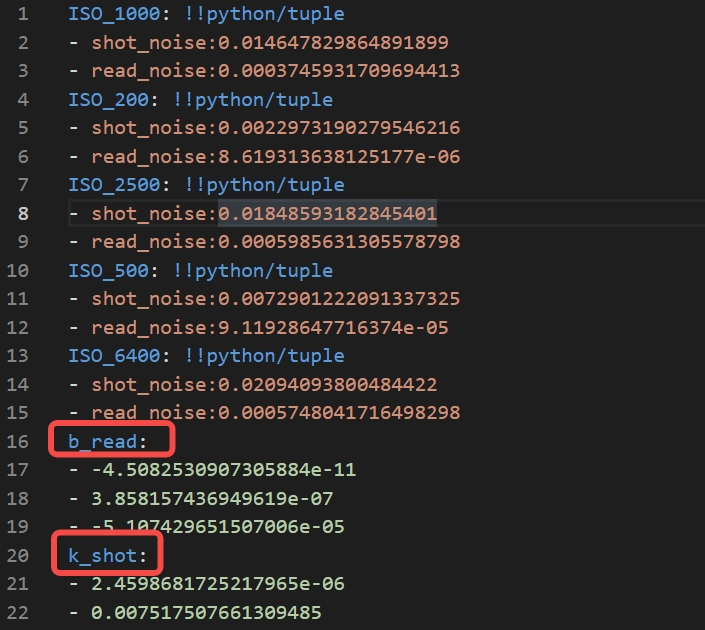 1 ISO_1000: !!python/tuple
2 - shot_noise:0.014647829864891899
3 - read_noise:0.0003745931709694413
4 ISO_200: !!python/tuple
5 - shot_noise:0.0022973190279546216
6 - read_noise:8.619313638125177e-06
7 ISO_2500: !!python/tuple
8 - shot_noise:0.01848593182845401
9 - read_noise:0.0005985631305578798
10 ISO_500: !!python/tuple
11 - shot_noise:0.0072901222091337325
12 - read_noise:9.11928647716374e-05
13 ISO_6400: !!python/tuple
14 - shot_noise:0.02094093800484422
15 - read_noise:0.0005748041716498298
16 b_read:
17 - -4.5082530907305884e-11
18 - 3.858157436949619e-07
19 - -5.107429651507006e-05
20 k_shot:
21 - 2.4598681725217965e-06
22 - 0.007517507661309485